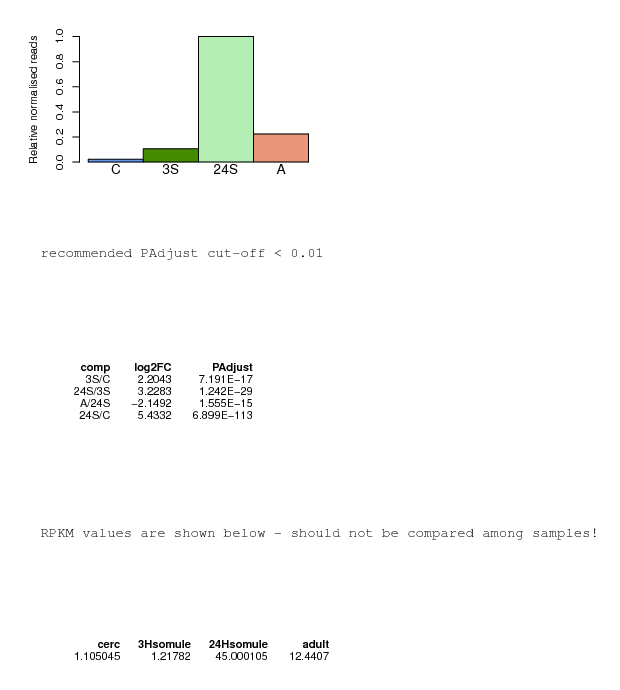 Relative normalised reads
1.0
0.8
0.6
0.4
0.2
0.0
C 3S 24S A
recommended PAdjust cut-off < 0.01
comp log2FC PAdjust
3S/C 2.2043 7.191E−17
24S/3S 3.2283 1.242E−29
A/24S −2.1492 1.555E−15
24S/C 5.4332 6.899E−113
RPKM values are shown below - should not be compared among samples!
cerc 3Hsomule 24Hsomule adult
1.105045 1.21782 45.000105 12.4407